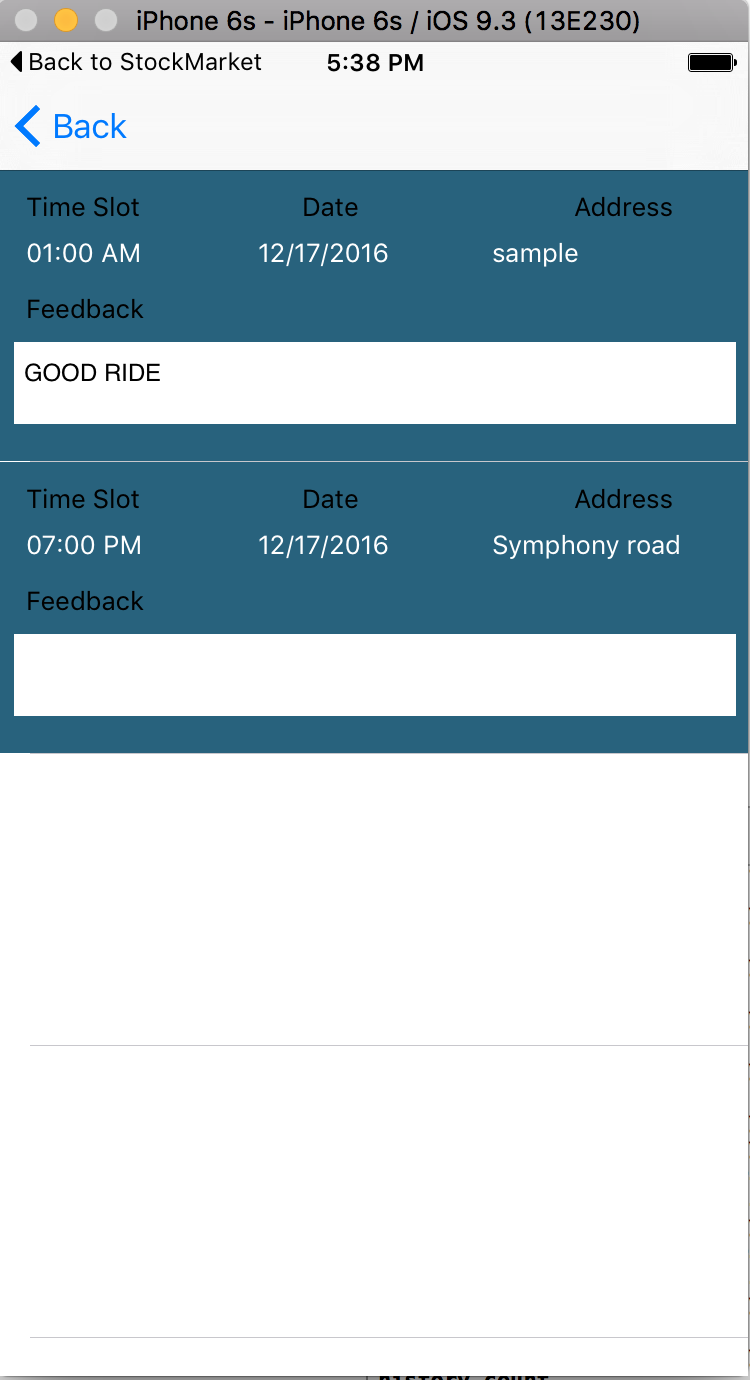 iPhone 6s - iPhone 6s / iOS 9.3 (13E230)
Back to StockMarket 5:38 PM
Back
Time Slot Date Address
01:00 AM 12/17/2016 sample
Feedback
GOOD RIDE
Time Slot Date Address
07:00 PM 12/17/2016 Symphony road
Feedback